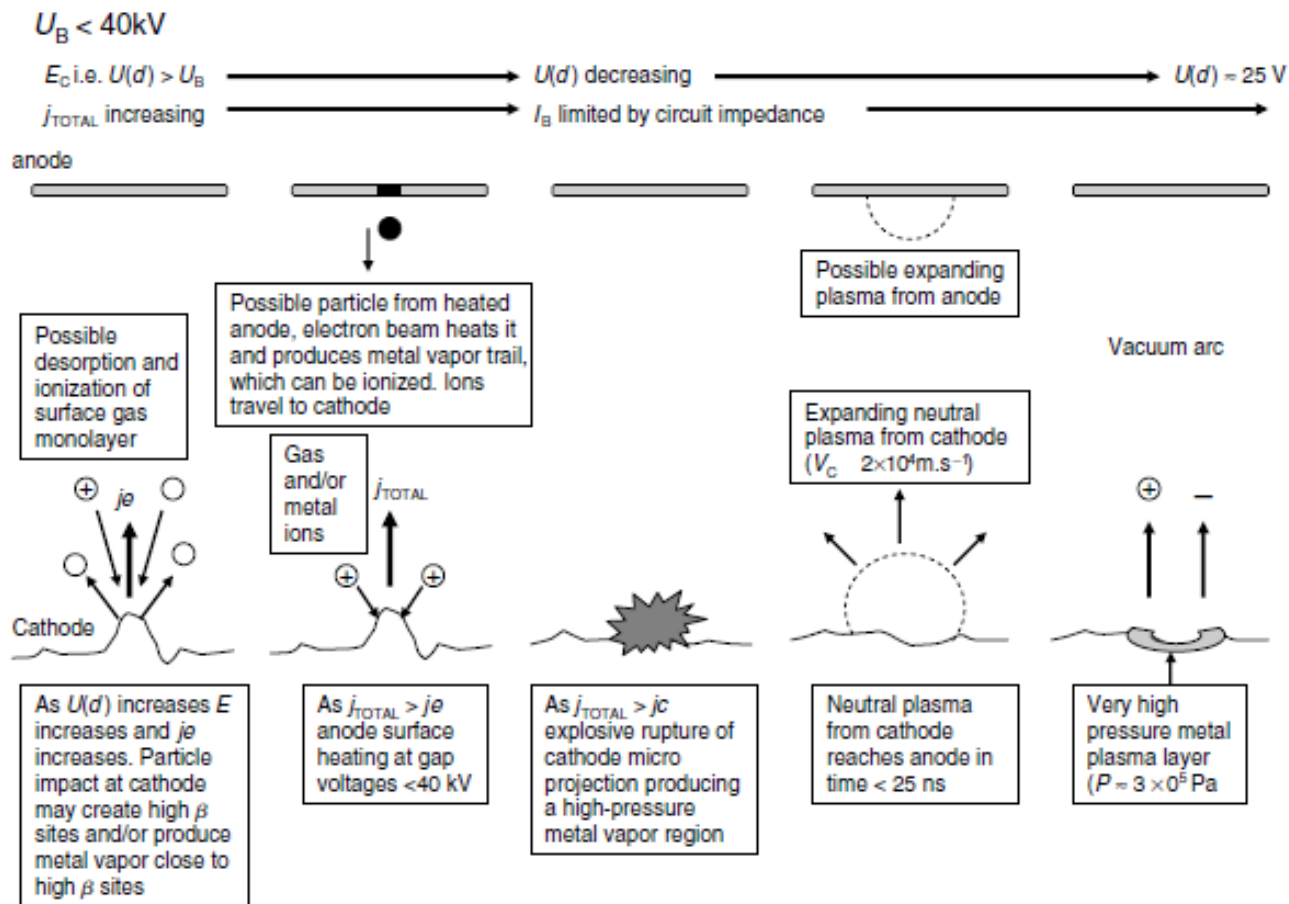 U_B < 40kV
E_C i.e. U(d) > U_B
U(d) decreasing
U(d) ≈ 25 V
j_TOTAL increasing
I_B limited by circuit impedance
anode
Possible
desorption and
ionization of
surface gas
monolayer
Possible particle from heated
anode, electron beam heats it
and produces metal vapor trail,
which can be ionized. Ions
travel to cathode
Possible expanding
plasma from anode
Vacuum arc
Gas
and/or
metal
ions
Expanding neutral
plasma from cathode
(V_C 2×10⁴m.s⁻¹)
+
je
+
j_TOTAL
+
+
−
Cathode
As U(d) increases E
increases and je
increases. Particle
impact at cathode
may create high β
sites and/or produce
metal vapor close to
high β sites
As j_TOTAL > je
anode surface
heating at gap
voltages <40 kV
As j_TOTAL > jc
explosive rupture of
cathode micro
projection producing
a high-pressure
metal vapor region
Neutral plasma
from cathode
reaches anode in
time < 25 ns
Very high
pressure metal
plasma layer
(P ≈ 3 ×0⁵ Pa